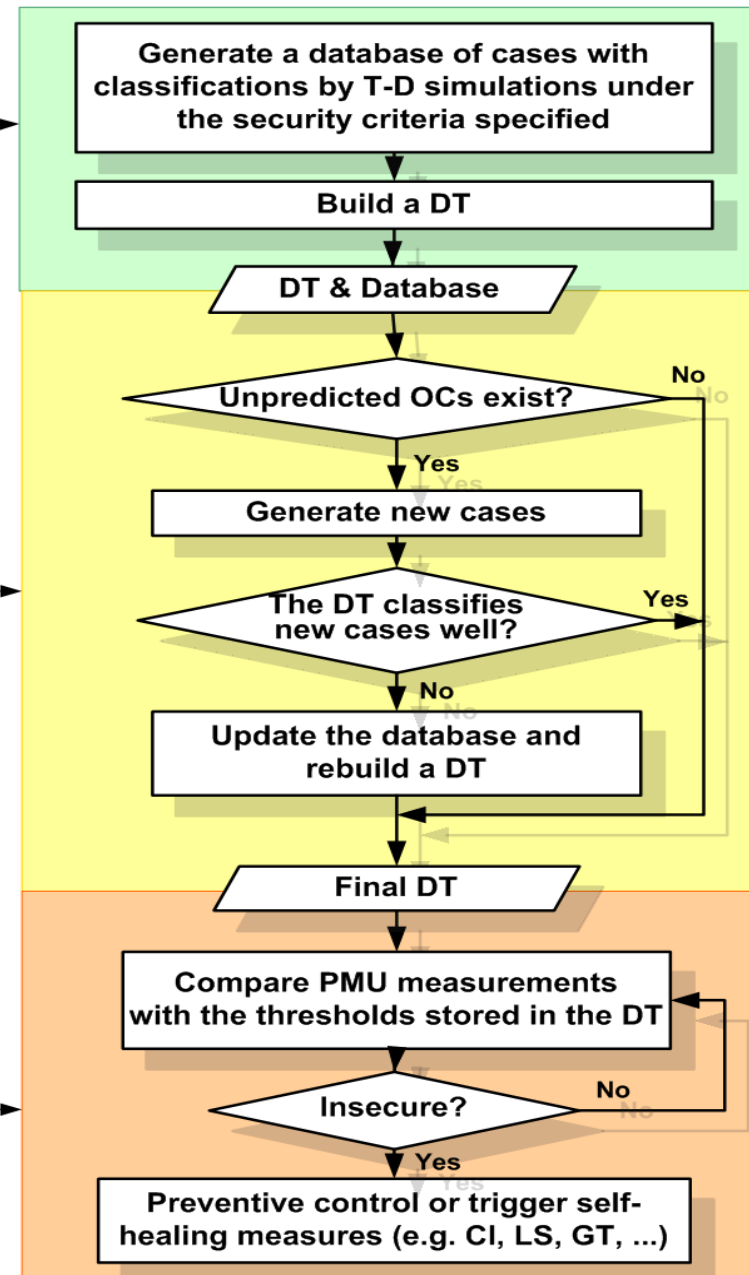 Generate a database of cases with
classifications by T-D simulations under
the security criteria specified
Build a DT
DT & Database
Unpredicted OCs exist?
No
Yes
Generate new cases
The DT classifies
new cases well?
Yes
No
Update the database and
rebuild a DT
Final DT
Compare PMU measurements
with the thresholds stored in the DT
Insecure?
No
Yes
Preventive control or trigger self-
healing measures (e.g. CI, LS, GT, ...)